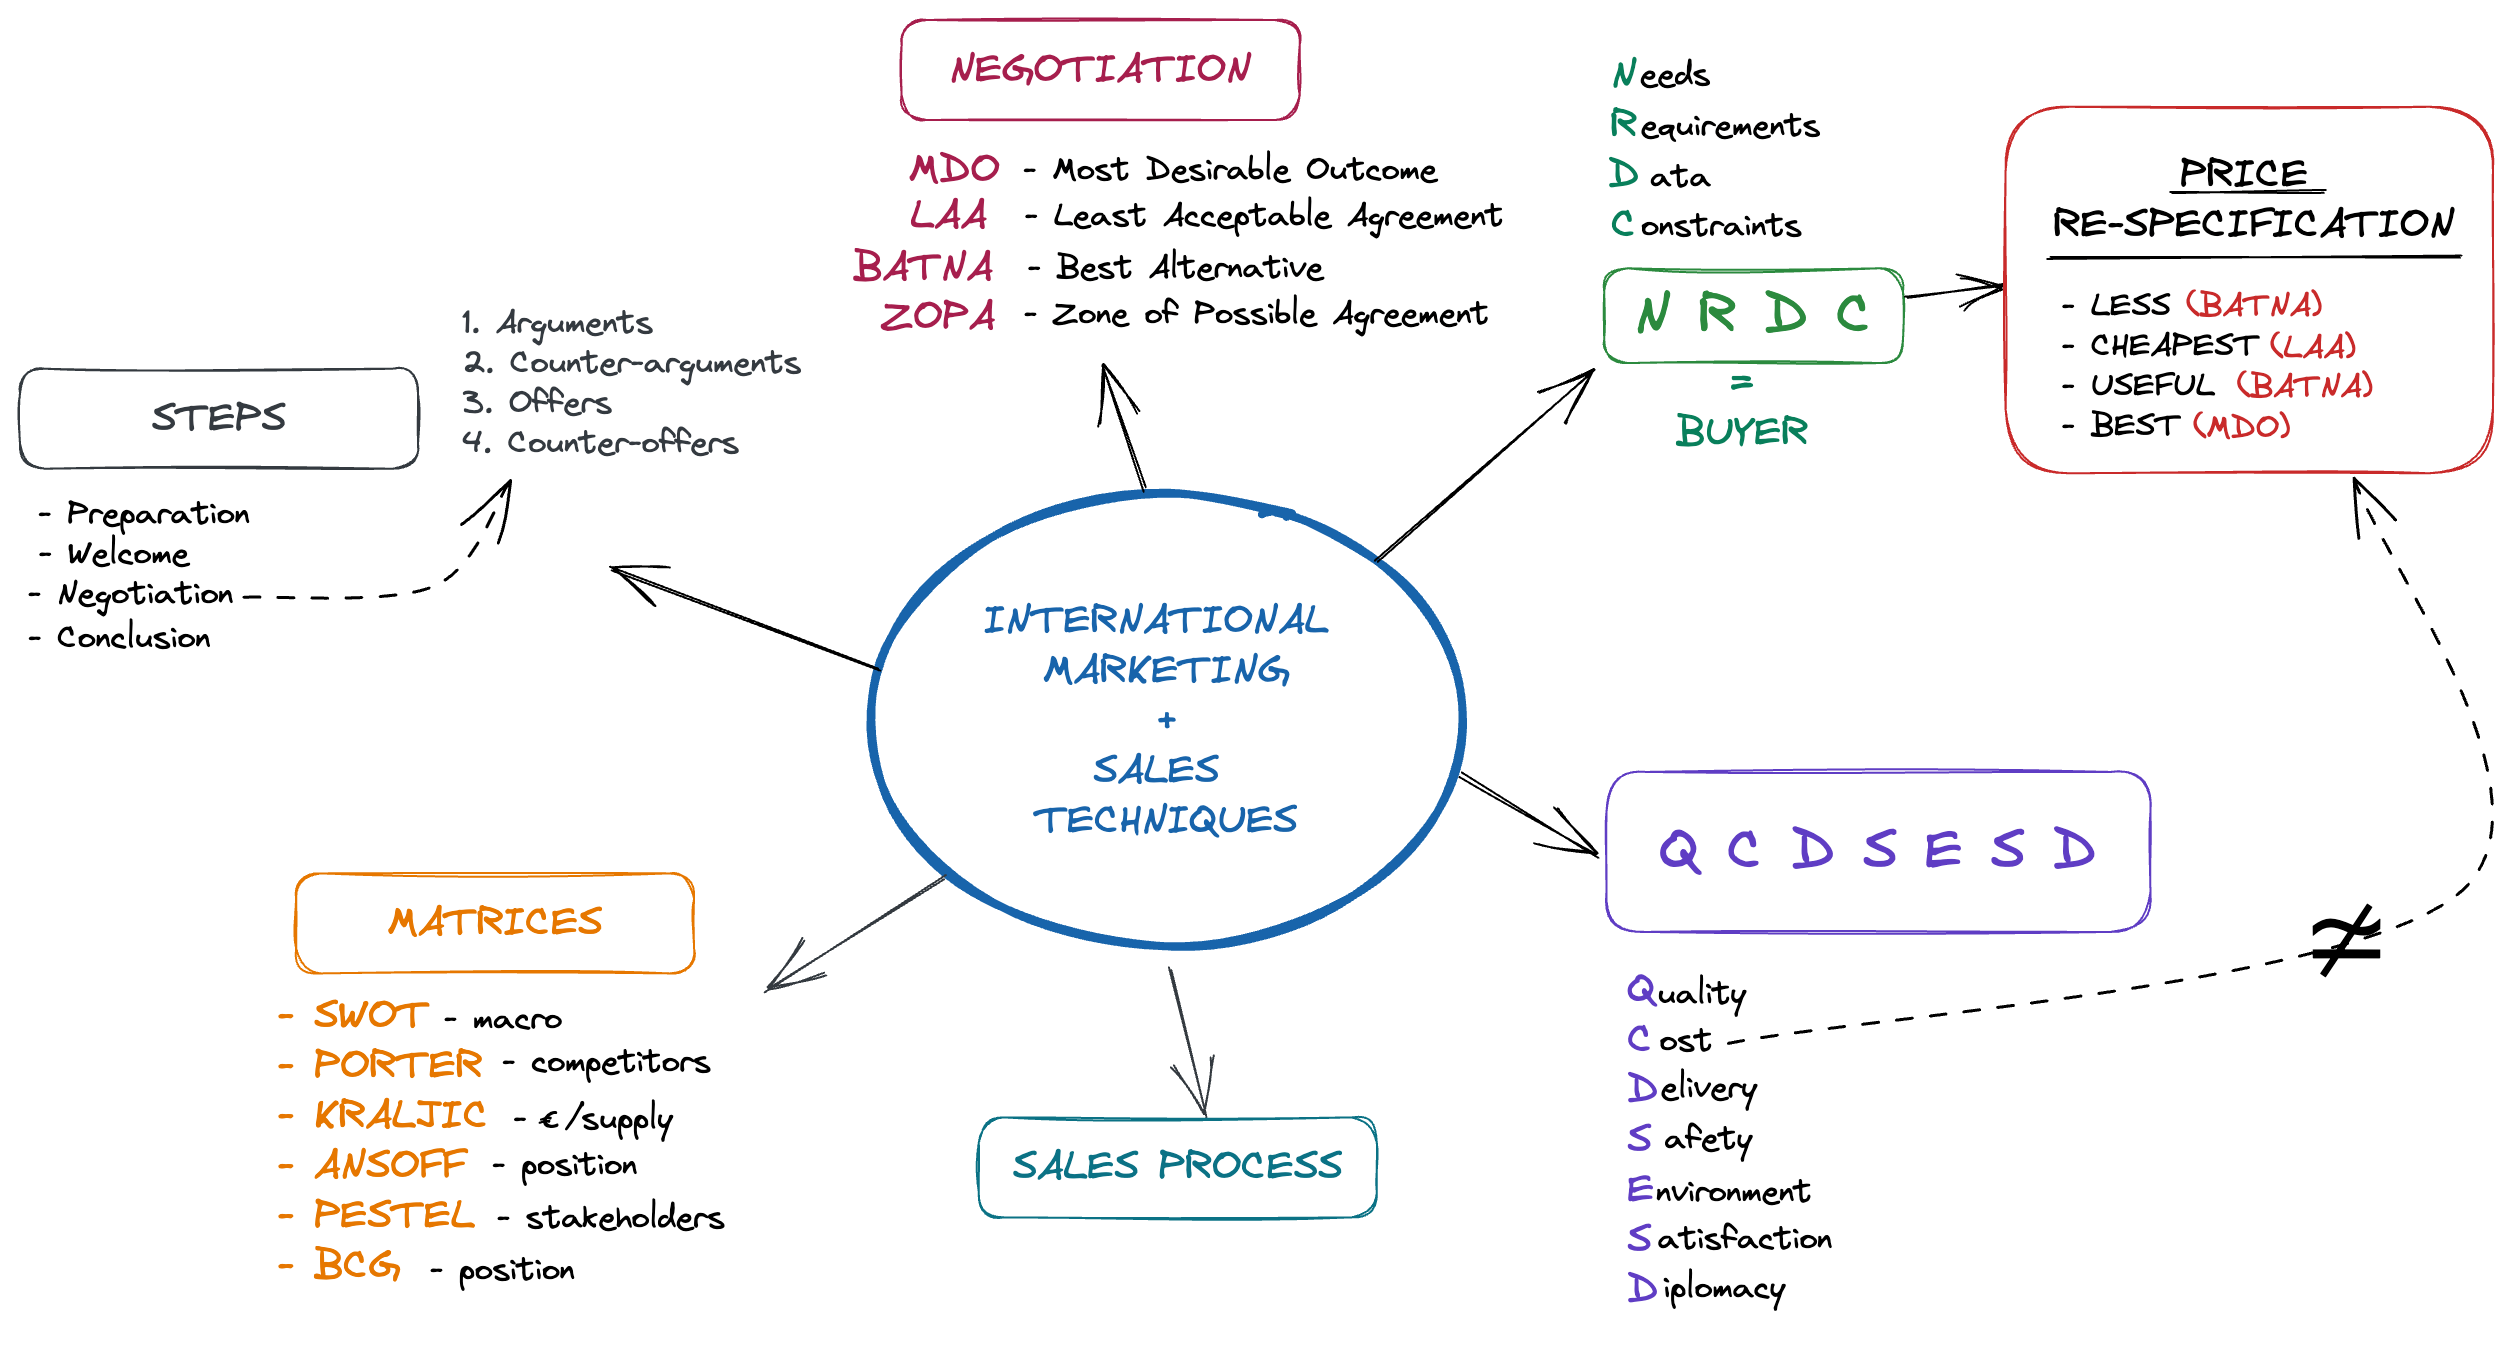 NEGOTIATION
MDO - Most Desirable Outcome
LAA - Least Acceptable Agreement
BATNA - Best Alternative
ZOPA - Zone of Possible Agreement
Needs
Requirements
Data
Constraints
N R D C
=
BUYER
PRICE
RE-SPECIFICATION
- LESS (BATNA)
- CHEAPEST (LAA)
- USEFUL (BATNA)
- BEST (MDO)
STEPS
- Preparation
- Welcome
- Negotiation
- Conclusion
1. Arguments
2. Counter-arguments
3. Offers
4. Counter-offers
INTERNATIONAL
MARKETING
+
SALES
TECHNIQUES
Q C D S E S D
Quality
Cost
Delivery
Safety
Environment
Satisfaction
Diplomacy
≉
MATRICES
- SWOT - macro
- PORTER - competitors
- KRALJIC - €/supply
- ANSOFF - position
- PESTEL - stakeholders
- BCG - position
SALES PROCESS